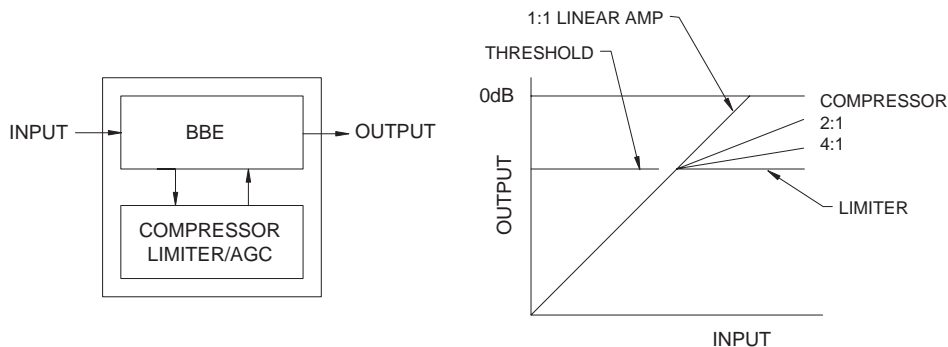 INPUT
BBE
OUTPUT
COMPRESSOR
LIMITER/AGC
1:1 LINEAR AMP
THRESHOLD
0dB
COMPRESSOR
2:1
4:1
LIMITER
OUTPUT
INPUT